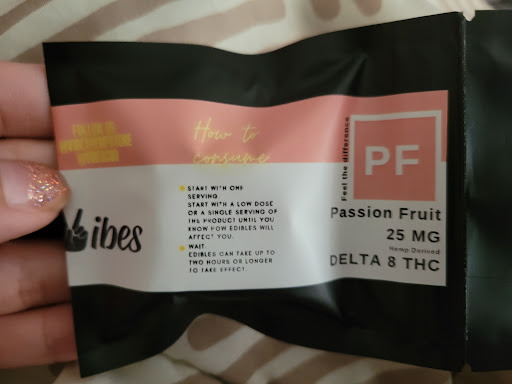 How to
consume
START WITH ONE
SERVING
START WITH A LOW DOSE
OR A SINGLE SERVING OF
THE PRODUCT UNTIL YOU
KNOW HOW EDIBLES WILL
AFFECT YOU.
WAIT
EDIBLES CAN TAKE UP TO
TWO HOURS OR LONGER
TO TAKE EFFECT
ibes
Feel the difference
PF
Passion Fruit
25 MG
Hemp Derived
DELTA 8 THC